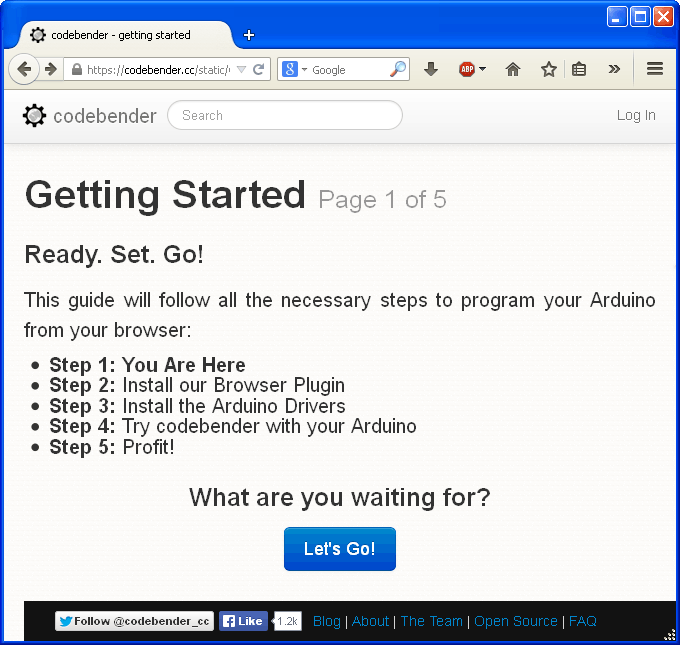 codebender - getting started
https://codebender.cc/static/
Google
ABP
codebender
Search
Log In
Getting Started Page 1 of 5
Ready. Set. Go!
This guide will follow all the necessary steps to program your Arduino
from your browser:
Step 1: You Are Here
Step 2: Install our Browser Plugin
Step 3: Install the Arduino Drivers
Step 4: Try codebender with your Arduino
Step 5: Profit!
What are you waiting for?
Let's Go!
Follow @codebender_cc Like 1.2k Blog | About | The Team | Open Source | FAQ